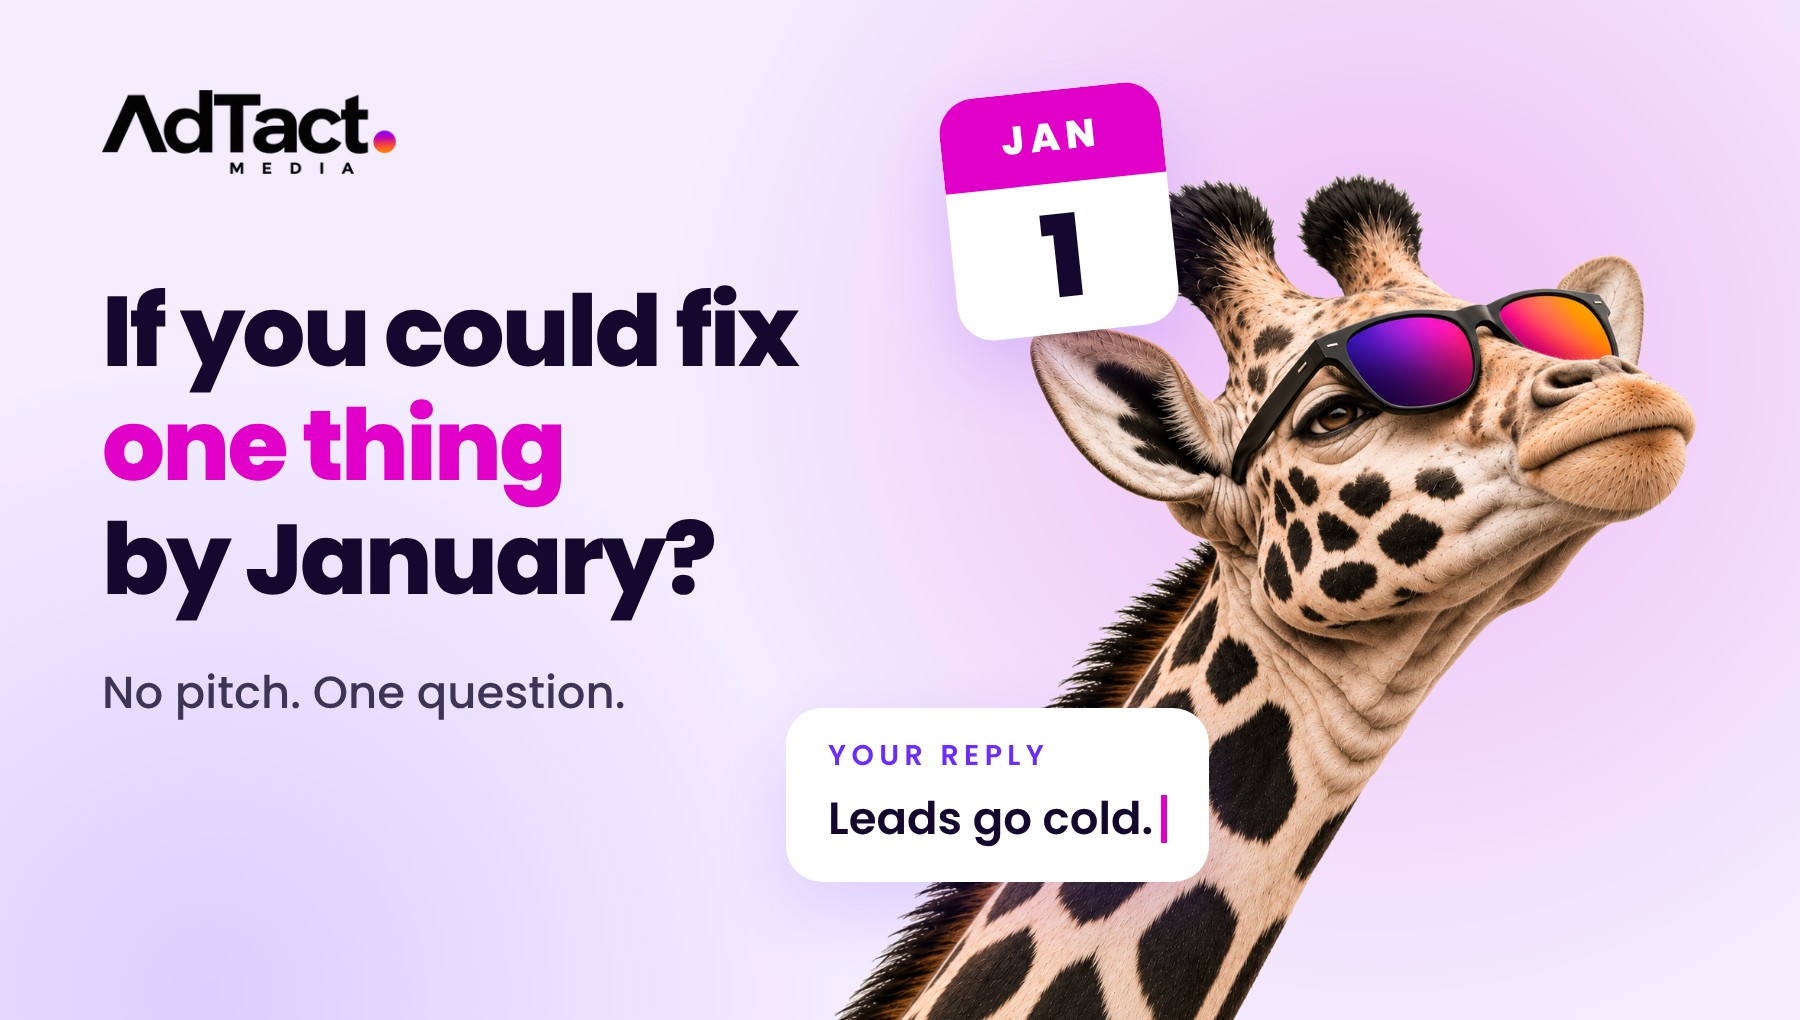 AdTact.
MEDIA
If you could fix
one thing
by January?
No pitch. One question.
JAN
1
YOUR REPLY
Leads go cold.